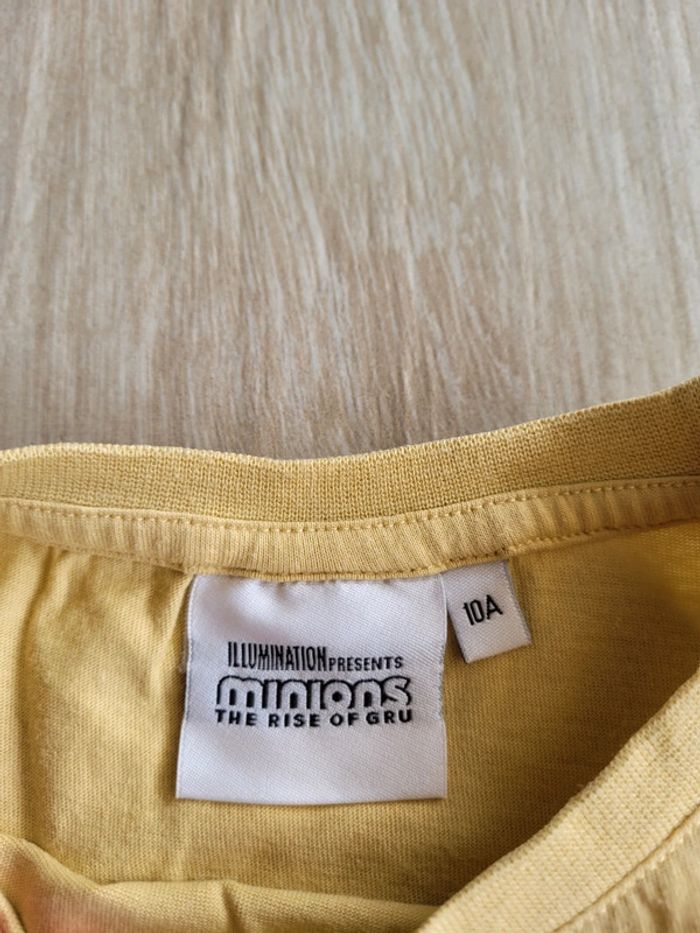 ILLUMINATION PRESENTS
minions
THE RISE OF GRU
10A